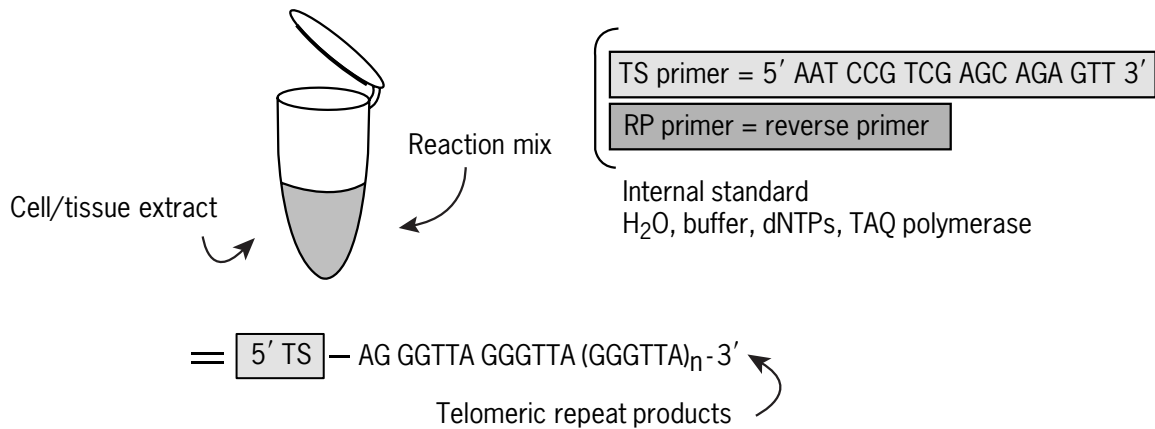 TS primer = 5′ AAT CCG TCG AGC AGA GTT 3′
RP primer = reverse primer
Reaction mix
Internal standard
Cell/tissue extract
H₂O, buffer, dNTPs, TAQ polymerase
5′ TS – AG GGTTA GGGTTA (GGGTTA)n - 3′
Telomeric repeat products